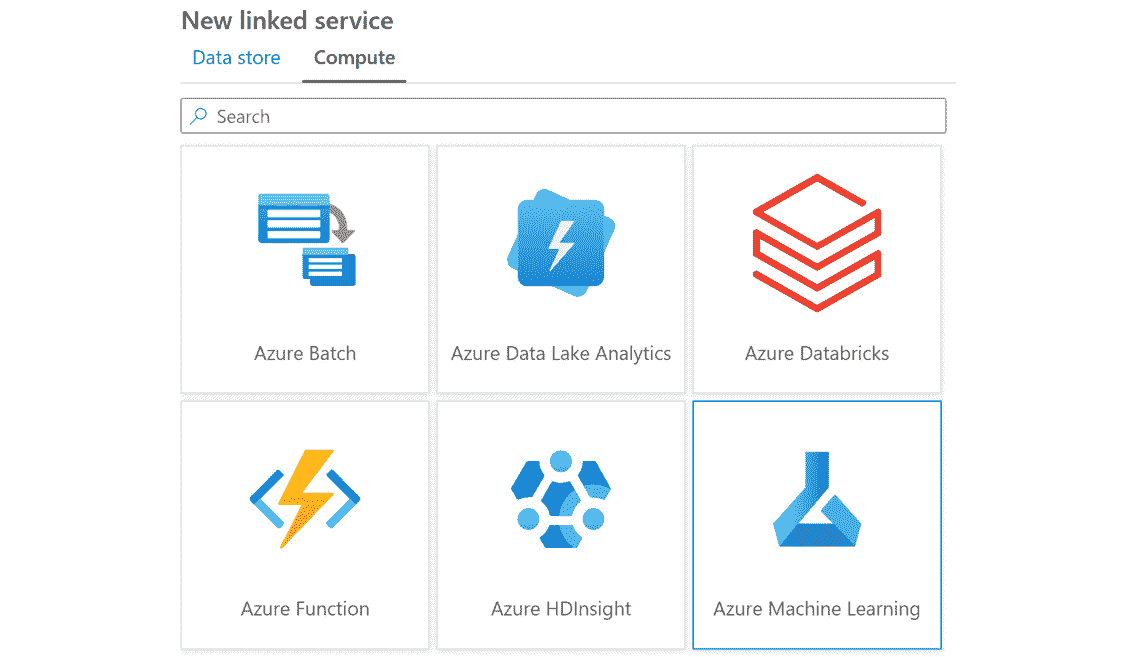 New linked service
Data store Compute
Search
Azure Batch Azure Data Lake Analytics Azure Databricks
Azure Function Azure HDInsight Azure Machine Learning